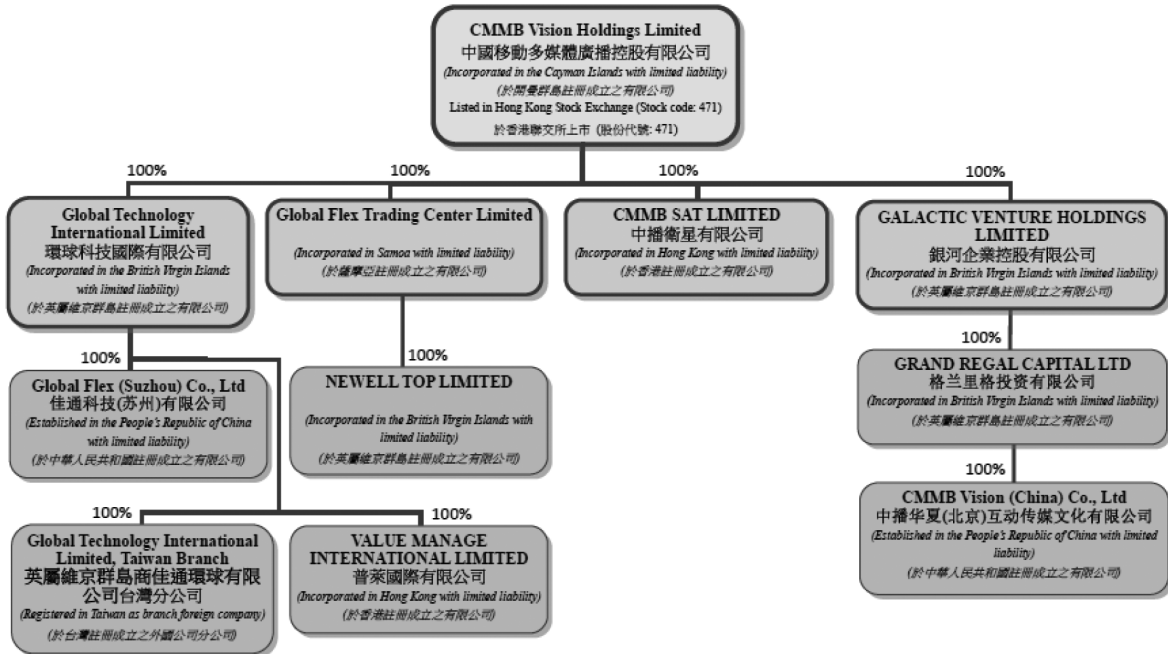 CMMB Vision Holdings Limited
中國移動多媒體廣播控股有限公司
(Incorporated in the Cayman Islands with limited liability)
(於開曼群島註冊成立之有限公司)
Listed in Hong Kong Stock Exchange (Stock code: 471)
於香港聯交所上市 (股份代號: 471)
100%
100%
100%
100%
Global Technology
International Limited
環球科技國際有限公司
(Incorporated in the British Virgin Islands
with limited liability)
(於英屬維京群島註冊成立之有限公司)
Global Flex Trading Center Limited
(Incorporated in Samoa with limited liability)
(於薩摩亞註冊成立之有限公司)
CMMB SAT LIMITED
中播衛星有限公司
(Incorporated in Hong Kong with limited liability)
(於香港註冊成立之有限公司)
GALACTIC VENTURE HOLDINGS
LIMITED
銀河企業控股有限公司
(Incorporated in British Virgin Islands with limited liability)
(於英屬維京群島註冊成立之有限公司)
100%
100%
100%
Global Flex (Suzhou) Co., Ltd
佳通科技(苏州)有限公司
(Established in the People's Republic of China
with limited liability)
(於中華人民共和國註冊成立之有限公司)
NEWELL TOP LIMITED
(Incorporated in the British Virgin Islands with
limited liability)
(於英屬維京群島註冊成立之有限公司)
GRAND REGAL CAPITAL LTD
格兰里格投资有限公司
(Incorporated in British Virgin Islands with limited liability)
(於英屬維京群島註冊成立之有限公司)
100%
100%
100%
Global Technology International
Limited, Taiwan Branch
英屬維京群島商佳通環球有限
公司台灣分公司
(Registered in Taiwan as branch foreign company)
(於台灣註冊成立之外國公司分公司)
VALUE MANAGE
INTERNATIONAL LIMITED
普萊國際有限公司
(Incorporated in Hong Kong with limited liability)
(於香港註冊成立之有限公司)
CMMB Vision (China) Co., Ltd
中播华夏(北京)互动传媒文化有限公司
(Established in the People's Republic of China with limited
liability)
(於中華人民共和國註冊成立之有限公司)